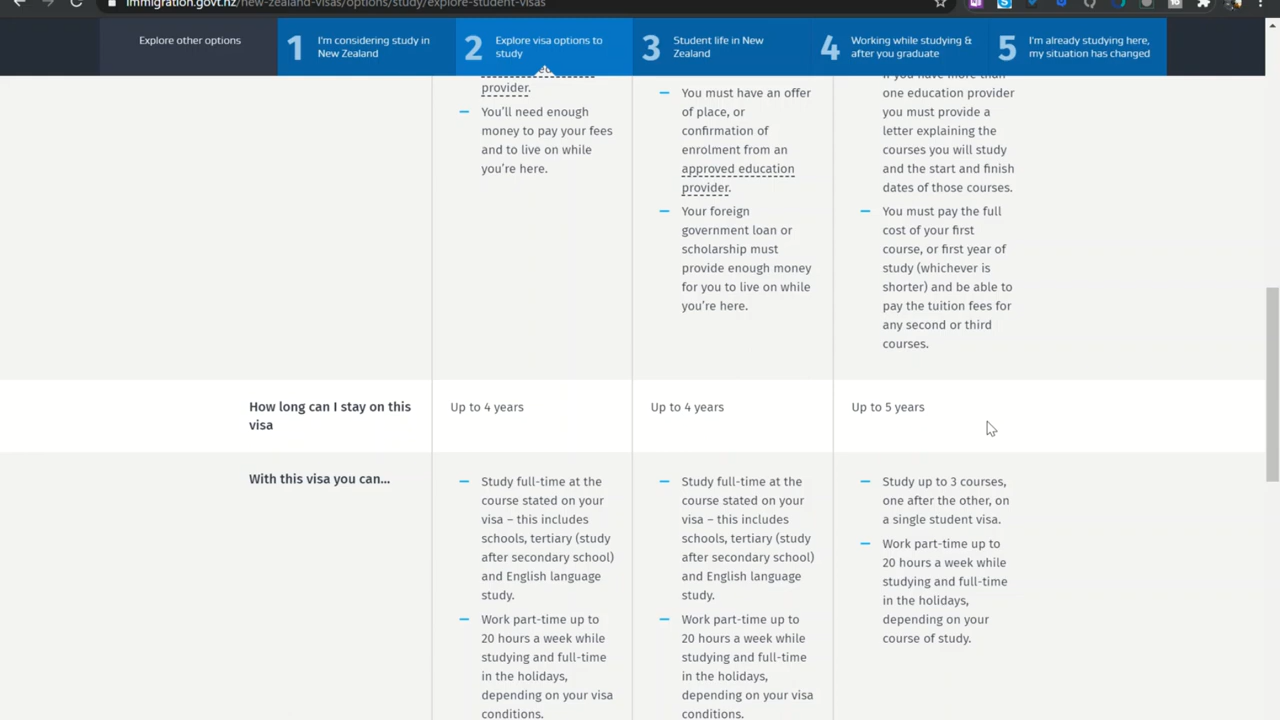 immigration.govt.nz/new-zealand-visas/options/study/explore-student-visas
Explore other options
1
I'm considering study in
New Zealand
2
Explore visa options to
study
3
Student life in New
Zealand
4
Working while studying &
after you graduate
5
I'm already studying here,
my situation has changed
provider.
You'll need enough
money to pay your fees
and to live on while
you're here.
You must have an offer
of place, or
confirmation of
enrolment from an
approved education
provider.
Your foreign
government loan or
scholarship must
provide enough money
for you to live on while
you're here.
If you have more than
one education provider
you must provide a
letter explaining the
courses you will study
and the start and finish
dates of those courses.
You must pay the full
cost of your first
course, or first year of
study (whichever is
shorter) and be able to
pay the tuition fees for
any second or third
courses.
How long can I stay on this
visa
Up to 4 years
Up to 4 years
Up to 5 years
With this visa you can...
Study full-time at the
course stated on your
visa – this includes
schools, tertiary (study
after secondary school)
and English language
study.
Work part-time up to
20 hours a week while
studying and full-time
in the holidays,
depending on your visa
conditions.
Study full-time at the
course stated on your
visa – this includes
schools, tertiary (study
after secondary school)
and English language
study.
Work part-time up to
20 hours a week while
studying and full-time
in the holidays,
depending on your visa
conditions.
Study up to 3 courses,
one after the other, on
a single student visa.
Work part-time up to
20 hours a week while
studying and full-time
in the holidays,
depending on your
course of study.